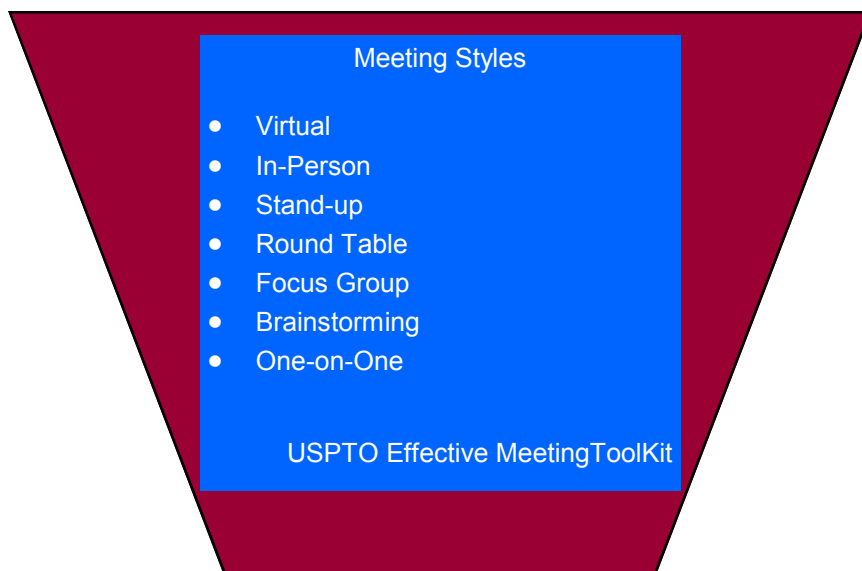 Meeting Styles
● Virtual
● In-Person
● Stand-up
● Round Table
● Focus Group
● Brainstorming
● One-on-One
USPTO Effective MeetingToolKit